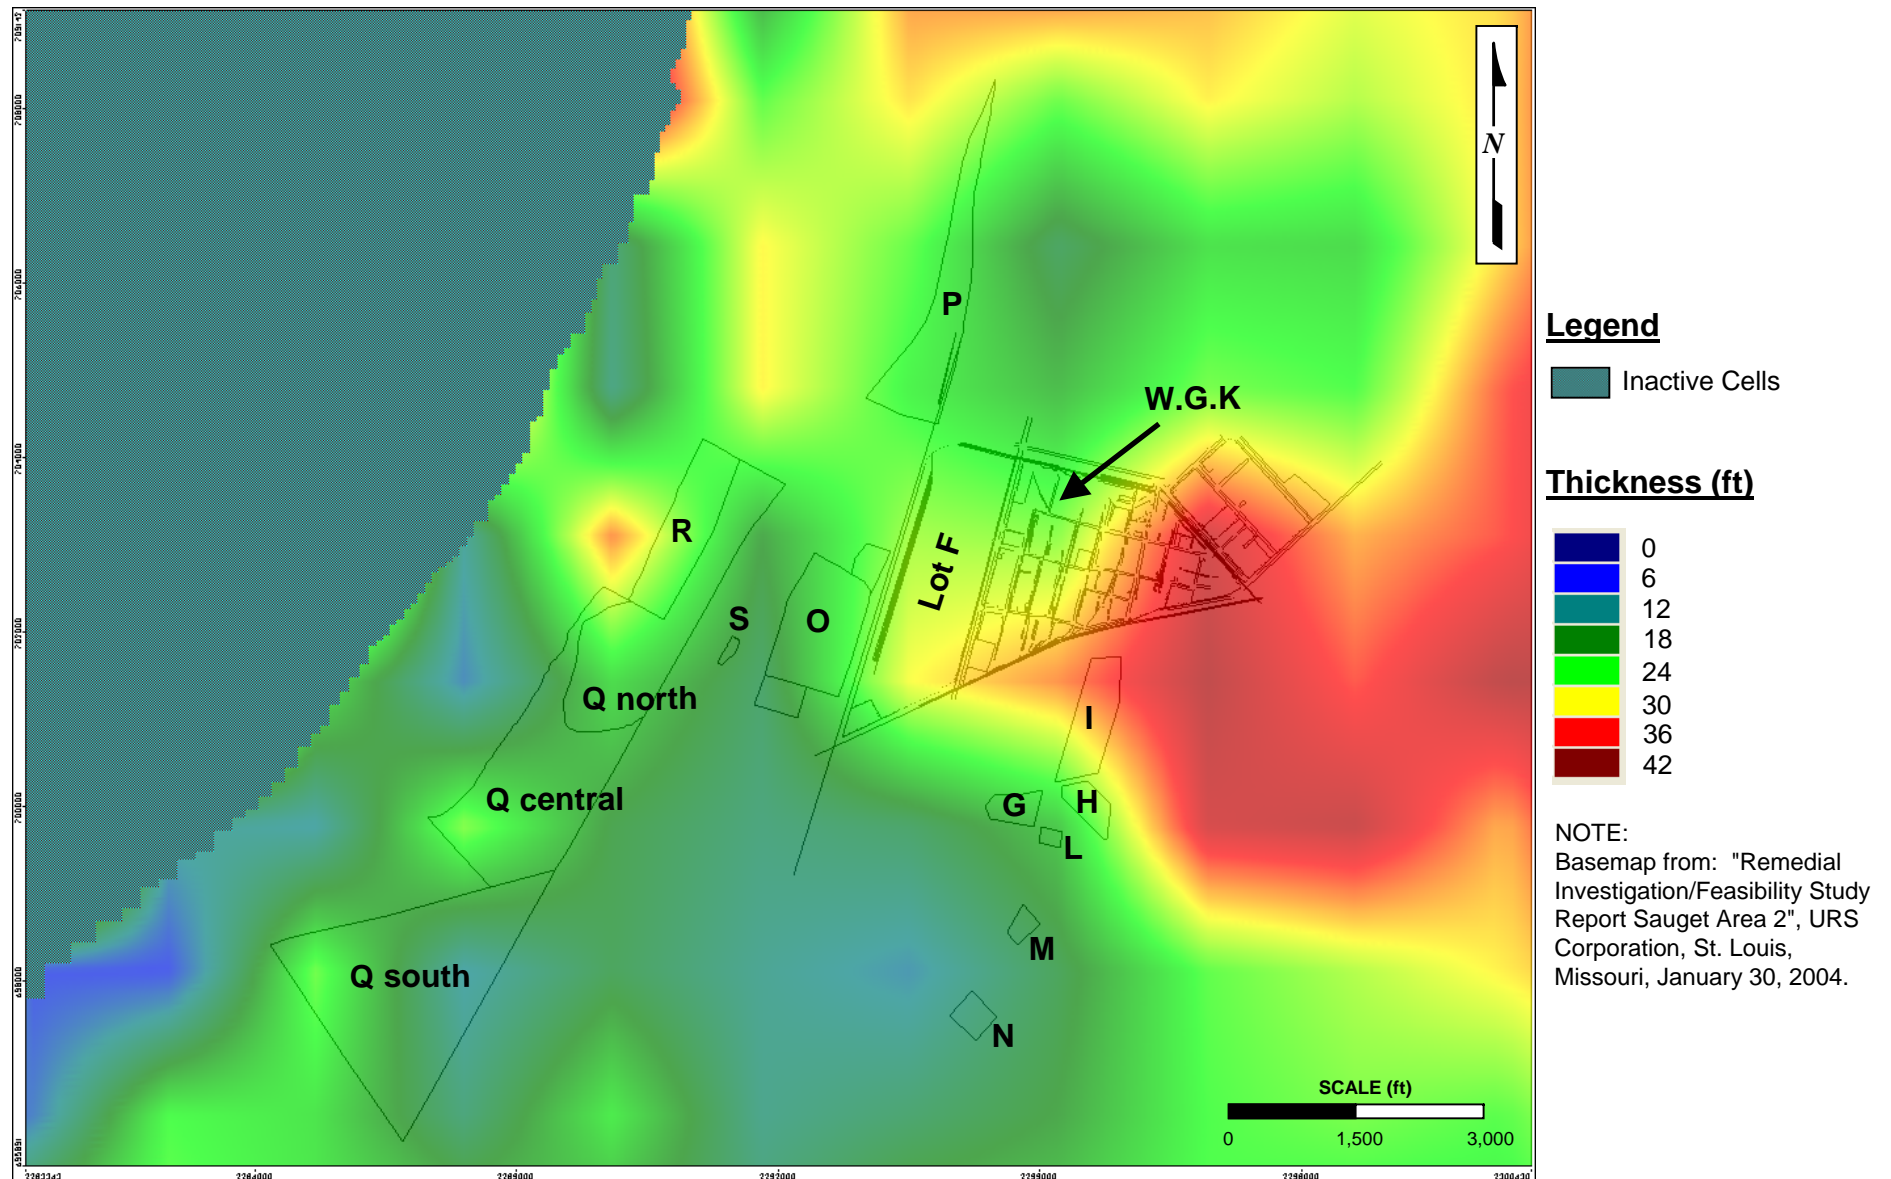 N
P
W.G.K
R
Lot F
S
O
Q north
I
Q central
G
H
L
M
Q south
N
SCALE (ft)
0 1,500 3,000
Legend
Inactive Cells
Thickness (ft)
0
6
12
18
24
30
36
42
NOTE:
Basemap from: "Remedial
Investigation/Feasibility Study
Report Sauget Area 2", URS
Corporation, St. Louis,
Missouri, January 30, 2004.